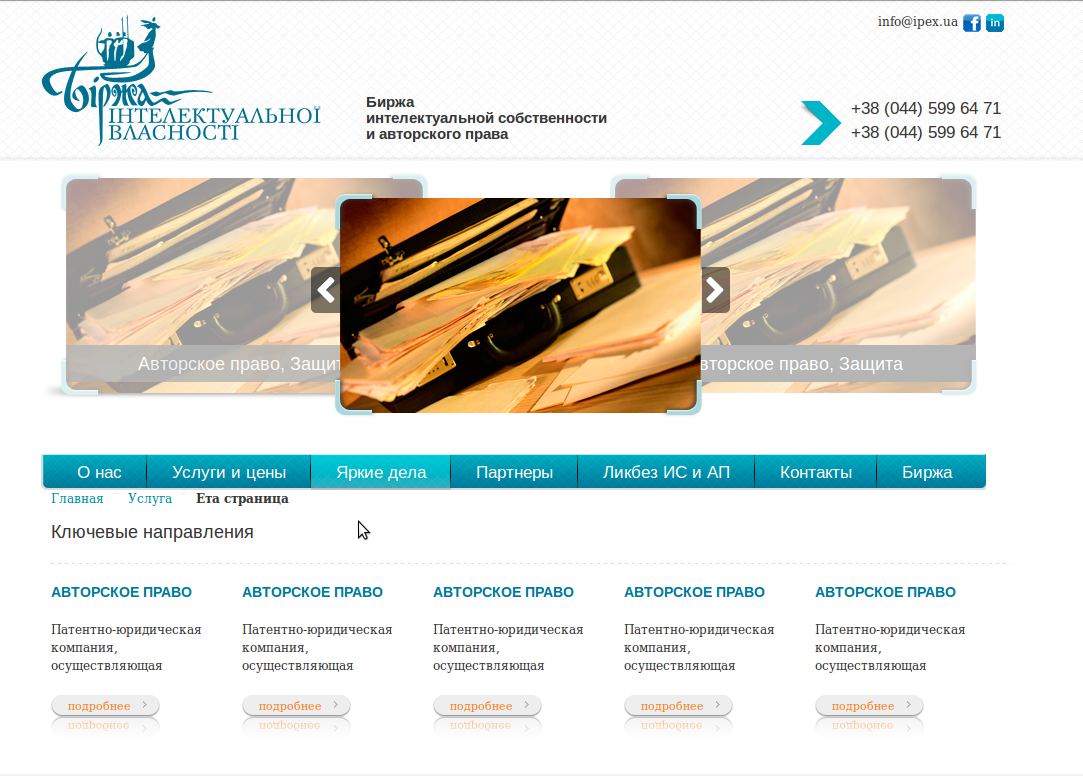 info@ipex.ua
Біржа
ІНТЕЛЕКТУАЛЬНОЇ
ВЛАСНОСТІ
Биржа
интелектуальной собственности
и авторского права
+38 (044) 599 64 71
+38 (044) 599 64 71
Авторское право, Защит
вторское право, Защита
О нас Услуги и цены Яркие дела Партнеры Ликбез ИС и АП Контакты Биржа
Главная Услуга Ета страница
Ключевые направления
АВТОРСКОЕ ПРАВО АВТОРСКОЕ ПРАВО АВТОРСКОЕ ПРАВО АВТОРСКОЕ ПРАВО АВТОРСКОЕ ПРАВО
Патентно-юридическая Патентно-юридическая Патентно-юридическая Патентно-юридическая Патентно-юридическая
компания, компания, компания, компания, компания,
осуществляющая осуществляющая осуществляющая осуществляющая осуществляющая
подробнее подробнее подробнее подробнее подробнее